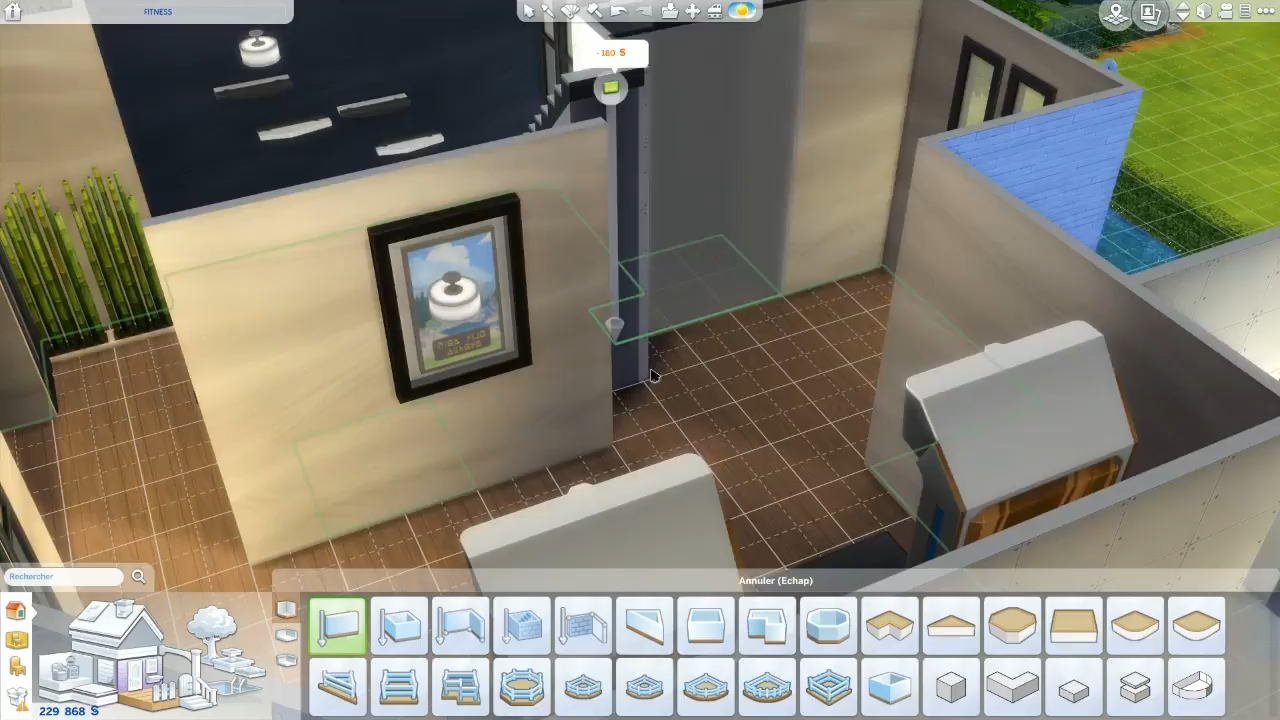 FITNESS
-180 §
Rechercher
Annuler (Echap)
229 868 §